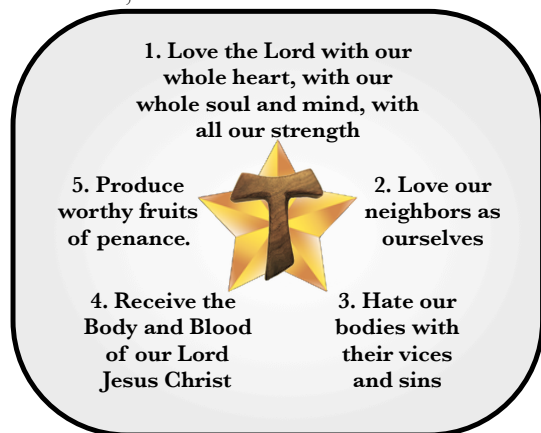 1. Love the Lord with our
whole heart, with our
whole soul and mind, with
all our strength
2. Love our
neighbors as
ourselves
3. Hate our
bodies with
their vices
and sins
4. Receive the
Body and Blood
of our Lord
Jesus Christ
5. Produce
worthy fruits
of penance.